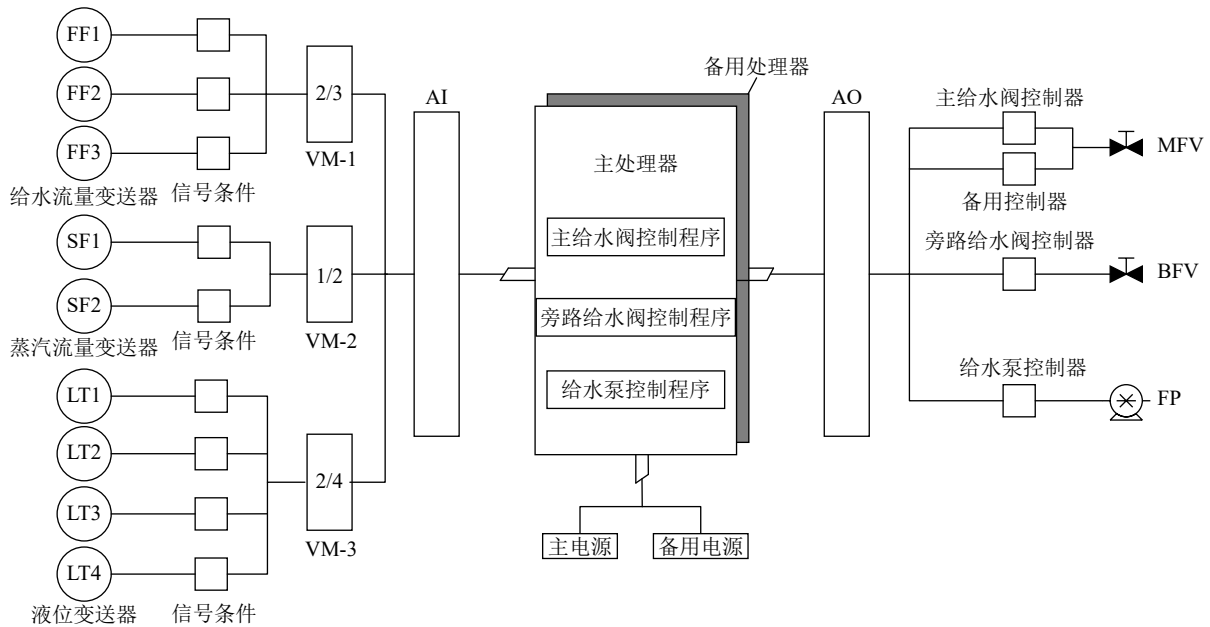 FF1
FF2
FF3
给水流量变送器
信号条件
2/3
VM-1
SF1
SF2
蒸汽流量变送器
信号条件
1/2
VM-2
LT1
LT2
LT3
LT4
液位变送器
信号条件
2/4
VM-3
AI
备用处理器
主处理器
主给水阀控制程序
旁路给水阀控制程序
给水泵控制程序
主电源
备用电源
AO
主给水阀控制器
MFV
备用控制器
旁路给水阀控制器
BFV
给水泵控制器
FP